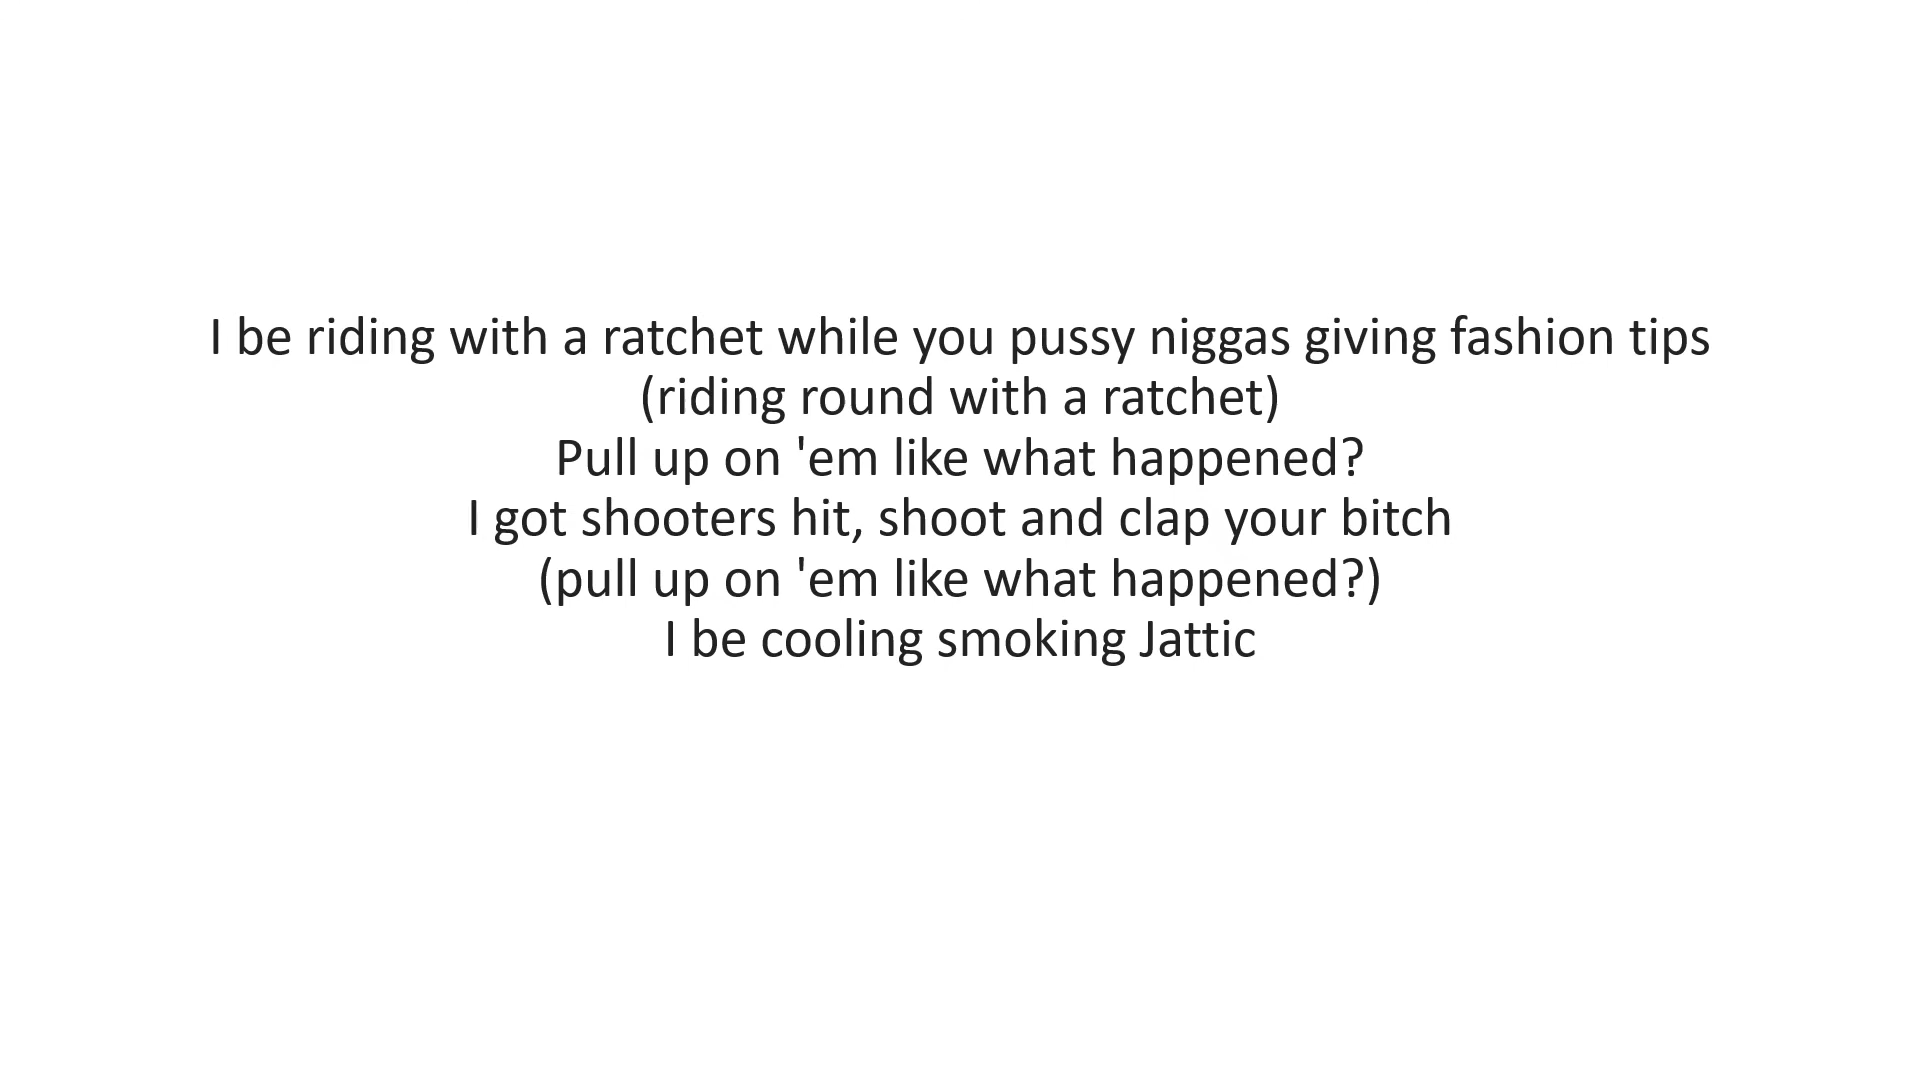 I be riding with a ratchet while you pussy niggas giving fashion tips
(riding round with a ratchet)
Pull up on 'em like what happened?
I got shooters hit, shoot and clap your bitch
(pull up on 'em like what happened?)
I be cooling smoking Jattic